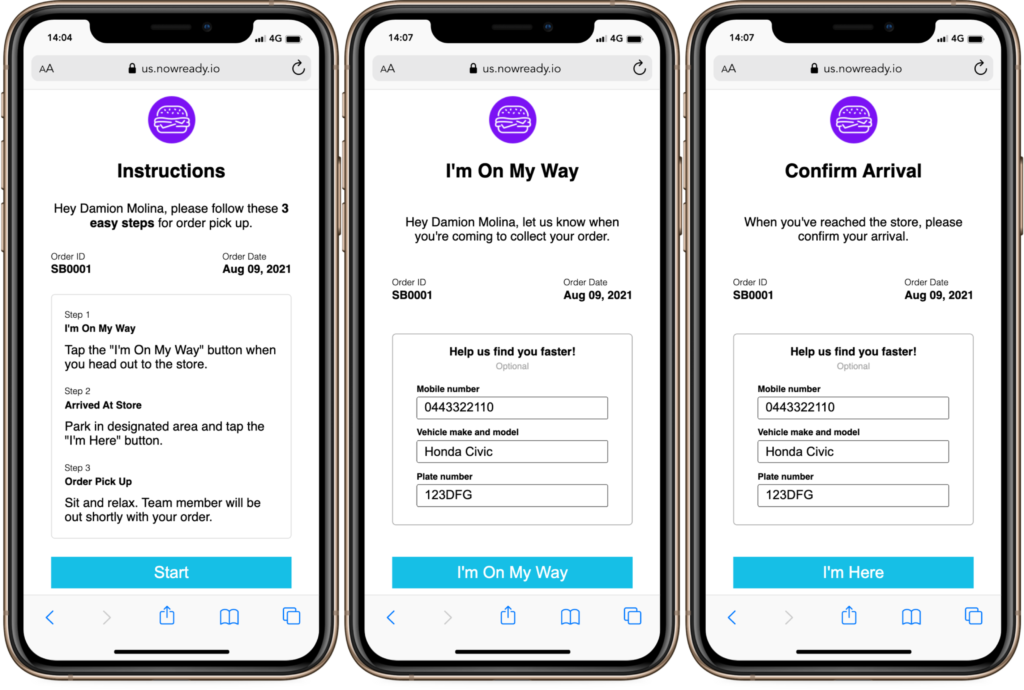 14:04
4G
AA
us.nowready.io
Instructions
Hey Damion Molina, please follow these 3
easy steps for order pick up.
Order ID
SB0001
Order Date
Aug 09, 2021
Step 1
I'm On My Way
Tap the "I'm On My Way" button when
you head out to the store.
Step 2
Arrived At Store
Park in designated area and tap the
"I'm Here" button.
Step 3
Order Pick Up
Sit and relax. Team member will be
out shortly with your order.
Start
14:07
4G
AA
us.nowready.io
I'm On My Way
Hey Damion Molina, let us know when
you're coming to collect your order.
Order ID
SB0001
Order Date
Aug 09, 2021
Help us find you faster!
Optional
Mobile number
0443322110
Vehicle make and model
Honda Civic
Plate number
123DFG
I'm On My Way
14:07
4G
AA
us.nowready.io
Confirm Arrival
When you've reached the store, please
confirm your arrival.
Order ID
SB0001
Order Date
Aug 09, 2021
Help us find you faster!
Optional
Mobile number
0443322110
Vehicle make and model
Honda Civic
Plate number
123DFG
I'm Here